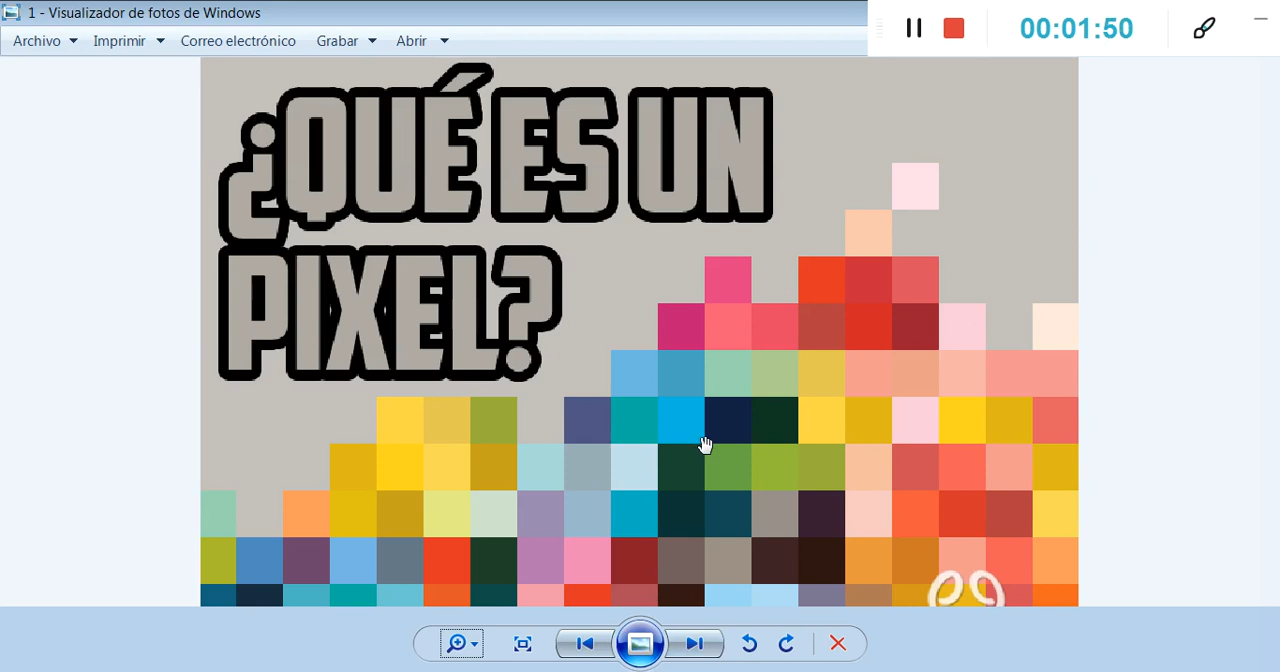 1 - Visualizador de fotos de Windows
00:01:50
Archivo Imprimir Correo electrónico Grabar Abrir
¿QUÉ ES UN
PIXEL?